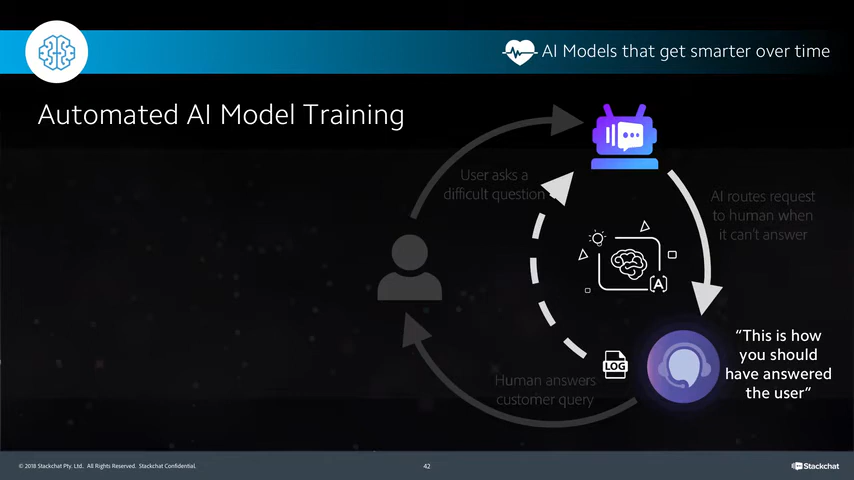 AI Models that get smarter over time
Automated AI Model Training
User asks a
difficult question
AI routes request
to human when
it can't answer
[A]
“This is how
you should
have answered
the user”
LOG
Human answers
customer query
© 2018 Stackchat Pty. Ltd. All Rights Reserved. Stackchat Confidential.
42
Stackchat